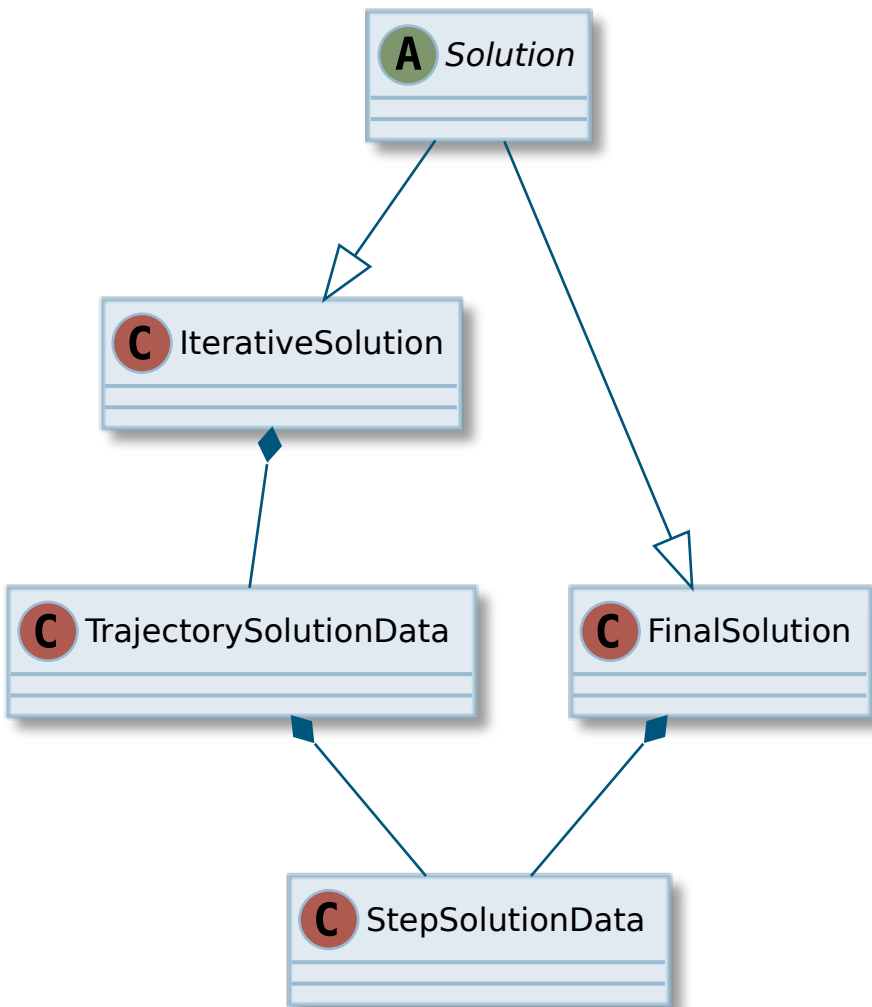 A Solution
C IterativeSolution
C TrajectorySolutionData
C FinalSolution
C StepSolutionData